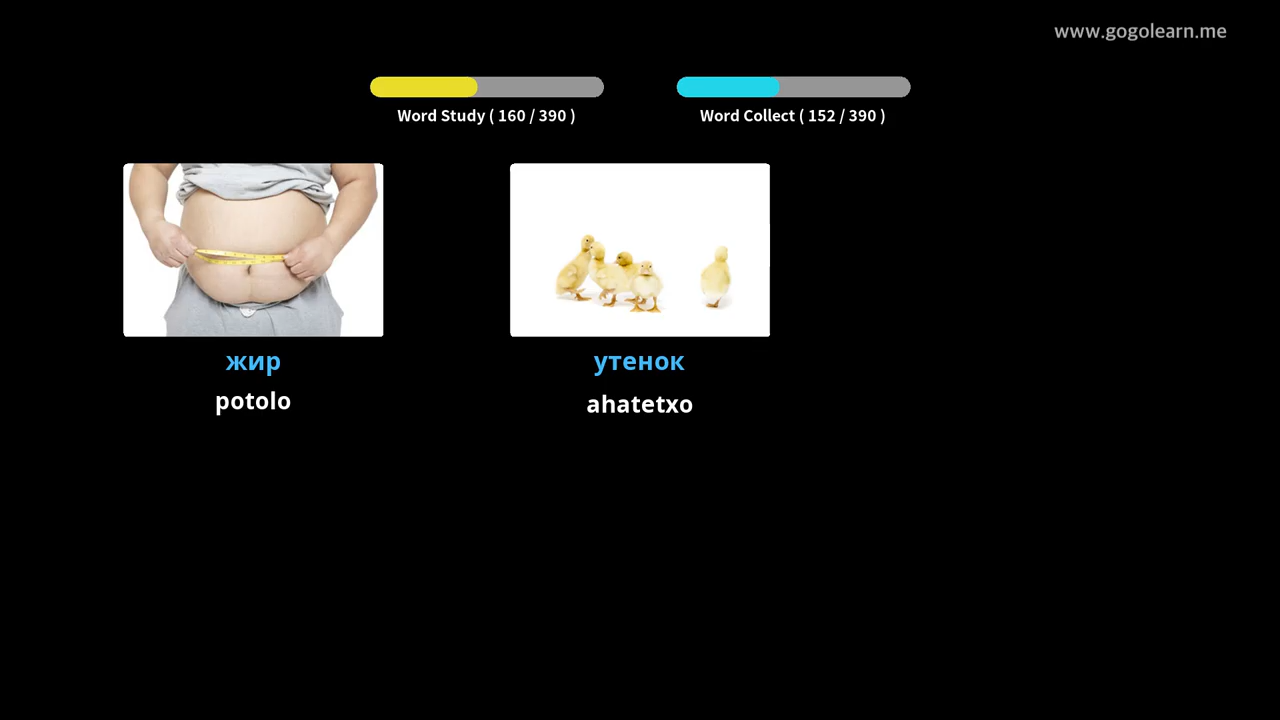 www.gogolearn.me
Word Study ( 160 / 390 )
Word Collect ( 152 / 390 )
жир
potolo
утенок
ahatetxo